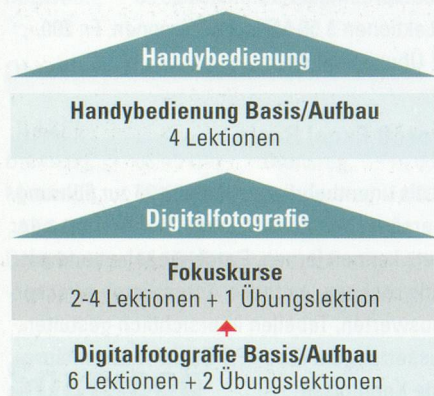 Handybedienung
Handybedienung Basis/Aufbau
4 Lektionen
Digitalfotografie
Fokuskurse
2-4 Lektionen + 1 Übungslektion
Digitalfotografie Basis/Aufbau
6 Lektionen + 2 Übungslektionen